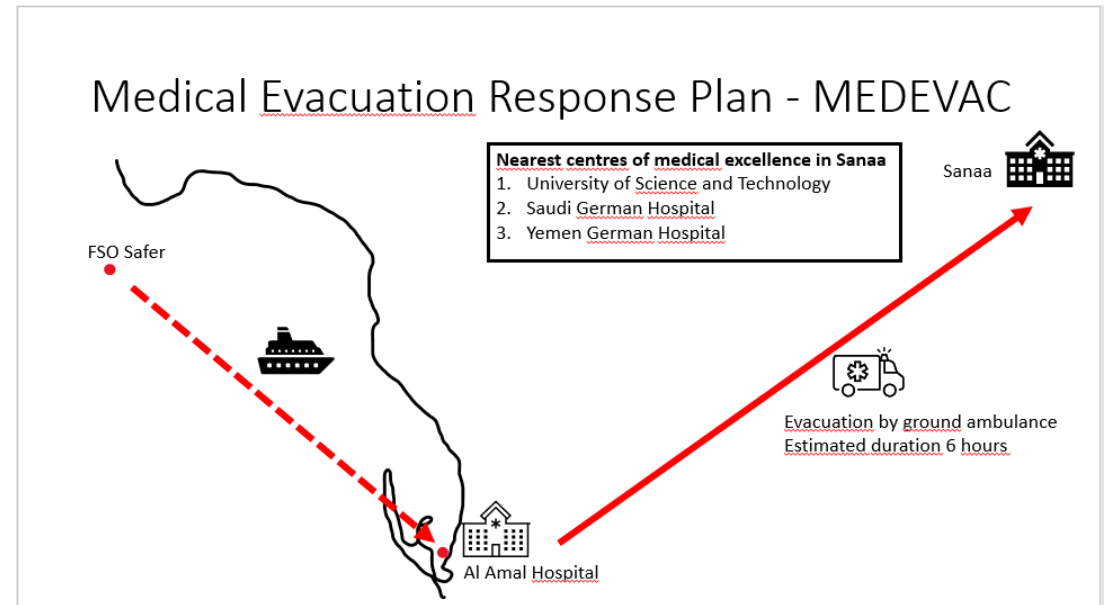 Medical Evacuation Response Plan - MEDEVAC
Nearest centres of medical excellence in Sanaa
1. University of Science and Technology
2. Saudi German Hospital
3. Yemen German Hospital
Sanaa
FSO Safer
Evacuation by ground ambulance
Estimated duration 6 hours
Al Amal Hospital